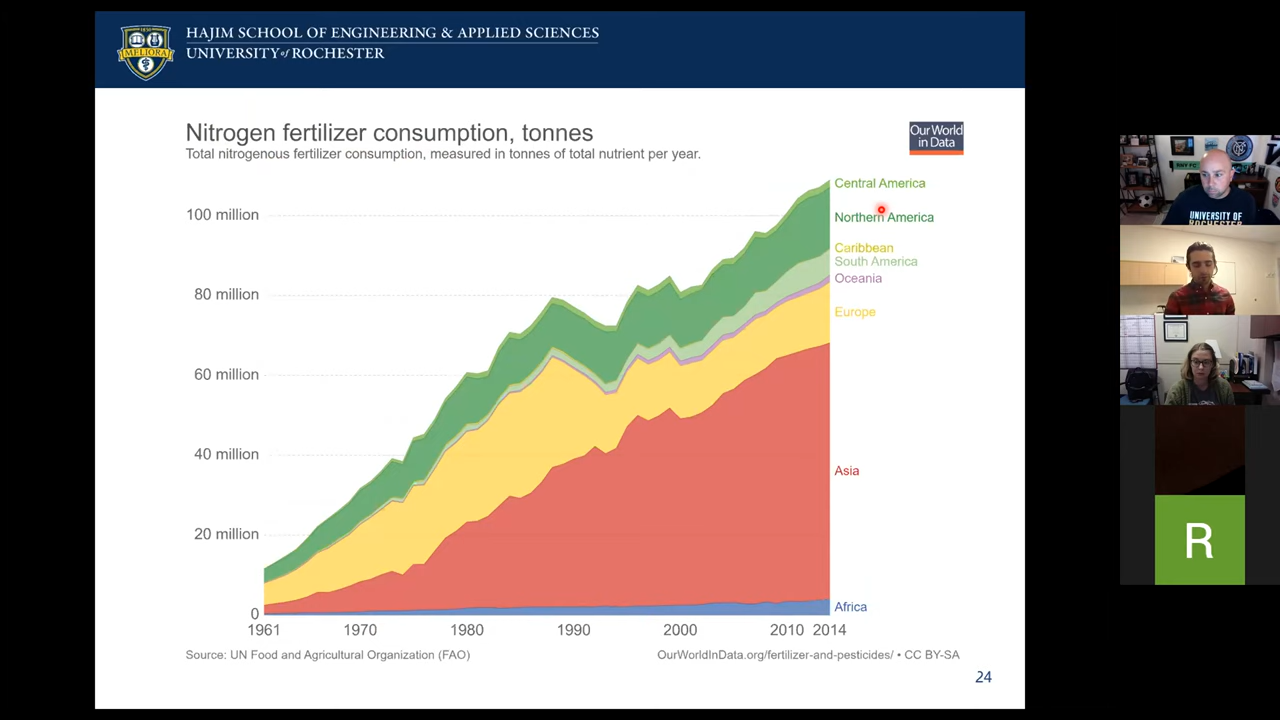 HAJIM SCHOOL OF ENGINEERING & APPLIED SCIENCES
UNIVERSITY of ROCHESTER
MELIORA
Nitrogen fertilizer consumption, tonnes
Total nitrogenous fertilizer consumption, measured in tonnes of total nutrient per year.
Our World
in Data
Central America
100 million
Northern America
Caribbean
South America
Oceania
80 million
Europe
60 million
40 million
Asia
20 million
Africa
0
1961 1970 1980 1990 2000 2010 2014
Source: UN Food and Agricultural Organization (FAO)
OurWorldInData.org/fertilizer-and-pesticides/ • CC BY-SA
24
UNIVERSITY OF
R